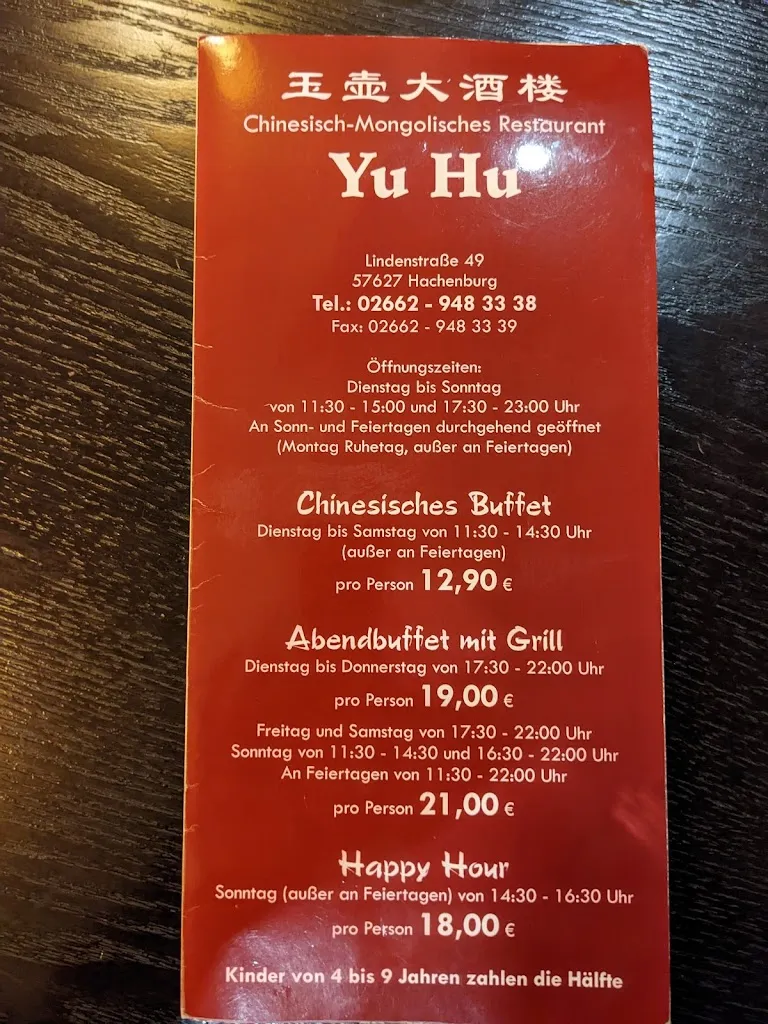 玉壶大酒楼
Chinesisch-Mongolisches Restaurant
Yu Hu
Lindenstraße 49
57627 Hachenburg
Tel.: 02662 - 948 33 38
Fax: 02662 - 948 33 39
Öffnungszeiten:
Dienstag bis Sonntag
von 11:30 - 15:00 und 17:30 - 23:00 Uhr
An Sonn- und Feiertagen durchgehend geöffnet
(Montag Ruhetag, außer an Feiertagen)
Chinesisches Buffet
Dienstag bis Samstag von 11:30 - 14:30 Uhr
(außer an Feiertagen)
pro Person 12,90 €
Abendbuffet mit Grill
Dienstag bis Donnerstag von 17:30 - 22:00 Uhr
pro Person 19,00 €
Freitag und Samstag von 17:30 - 22:00 Uhr
Sonntag von 11:30 - 14:30 und 16:30 - 22:00 Uhr
An Feiertagen von 11:30 - 22:00 Uhr
pro Person 21,00 €
Happy Hour
Sonntag (außer an Feiertagen) von 14:30 - 16:30 Uhr
pro Person 18,00 €
Kinder von 4 bis 9 Jahren zahlen die Hälfte